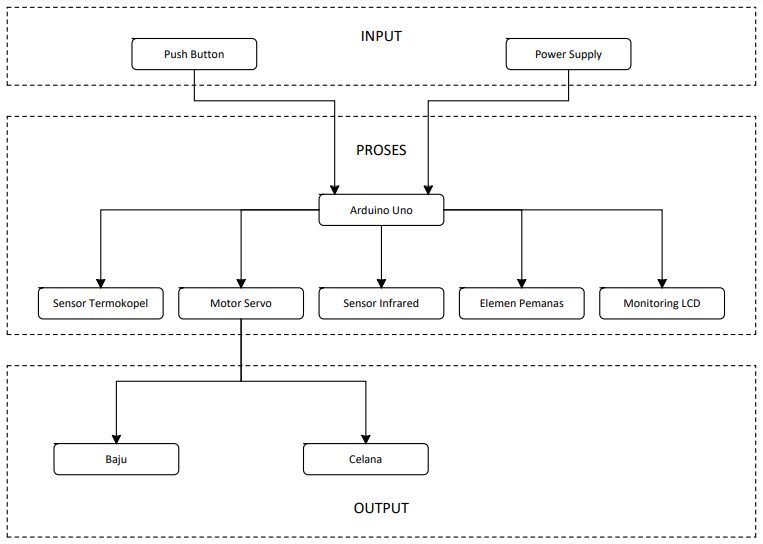 INPUT
Push Button
Power Supply
PROSES
Arduino Uno
Sensor Termokopel
Motor Servo
Sensor Infrared
Elemen Pemanas
Monitoring LCD
Baju
Celana
OUTPUT